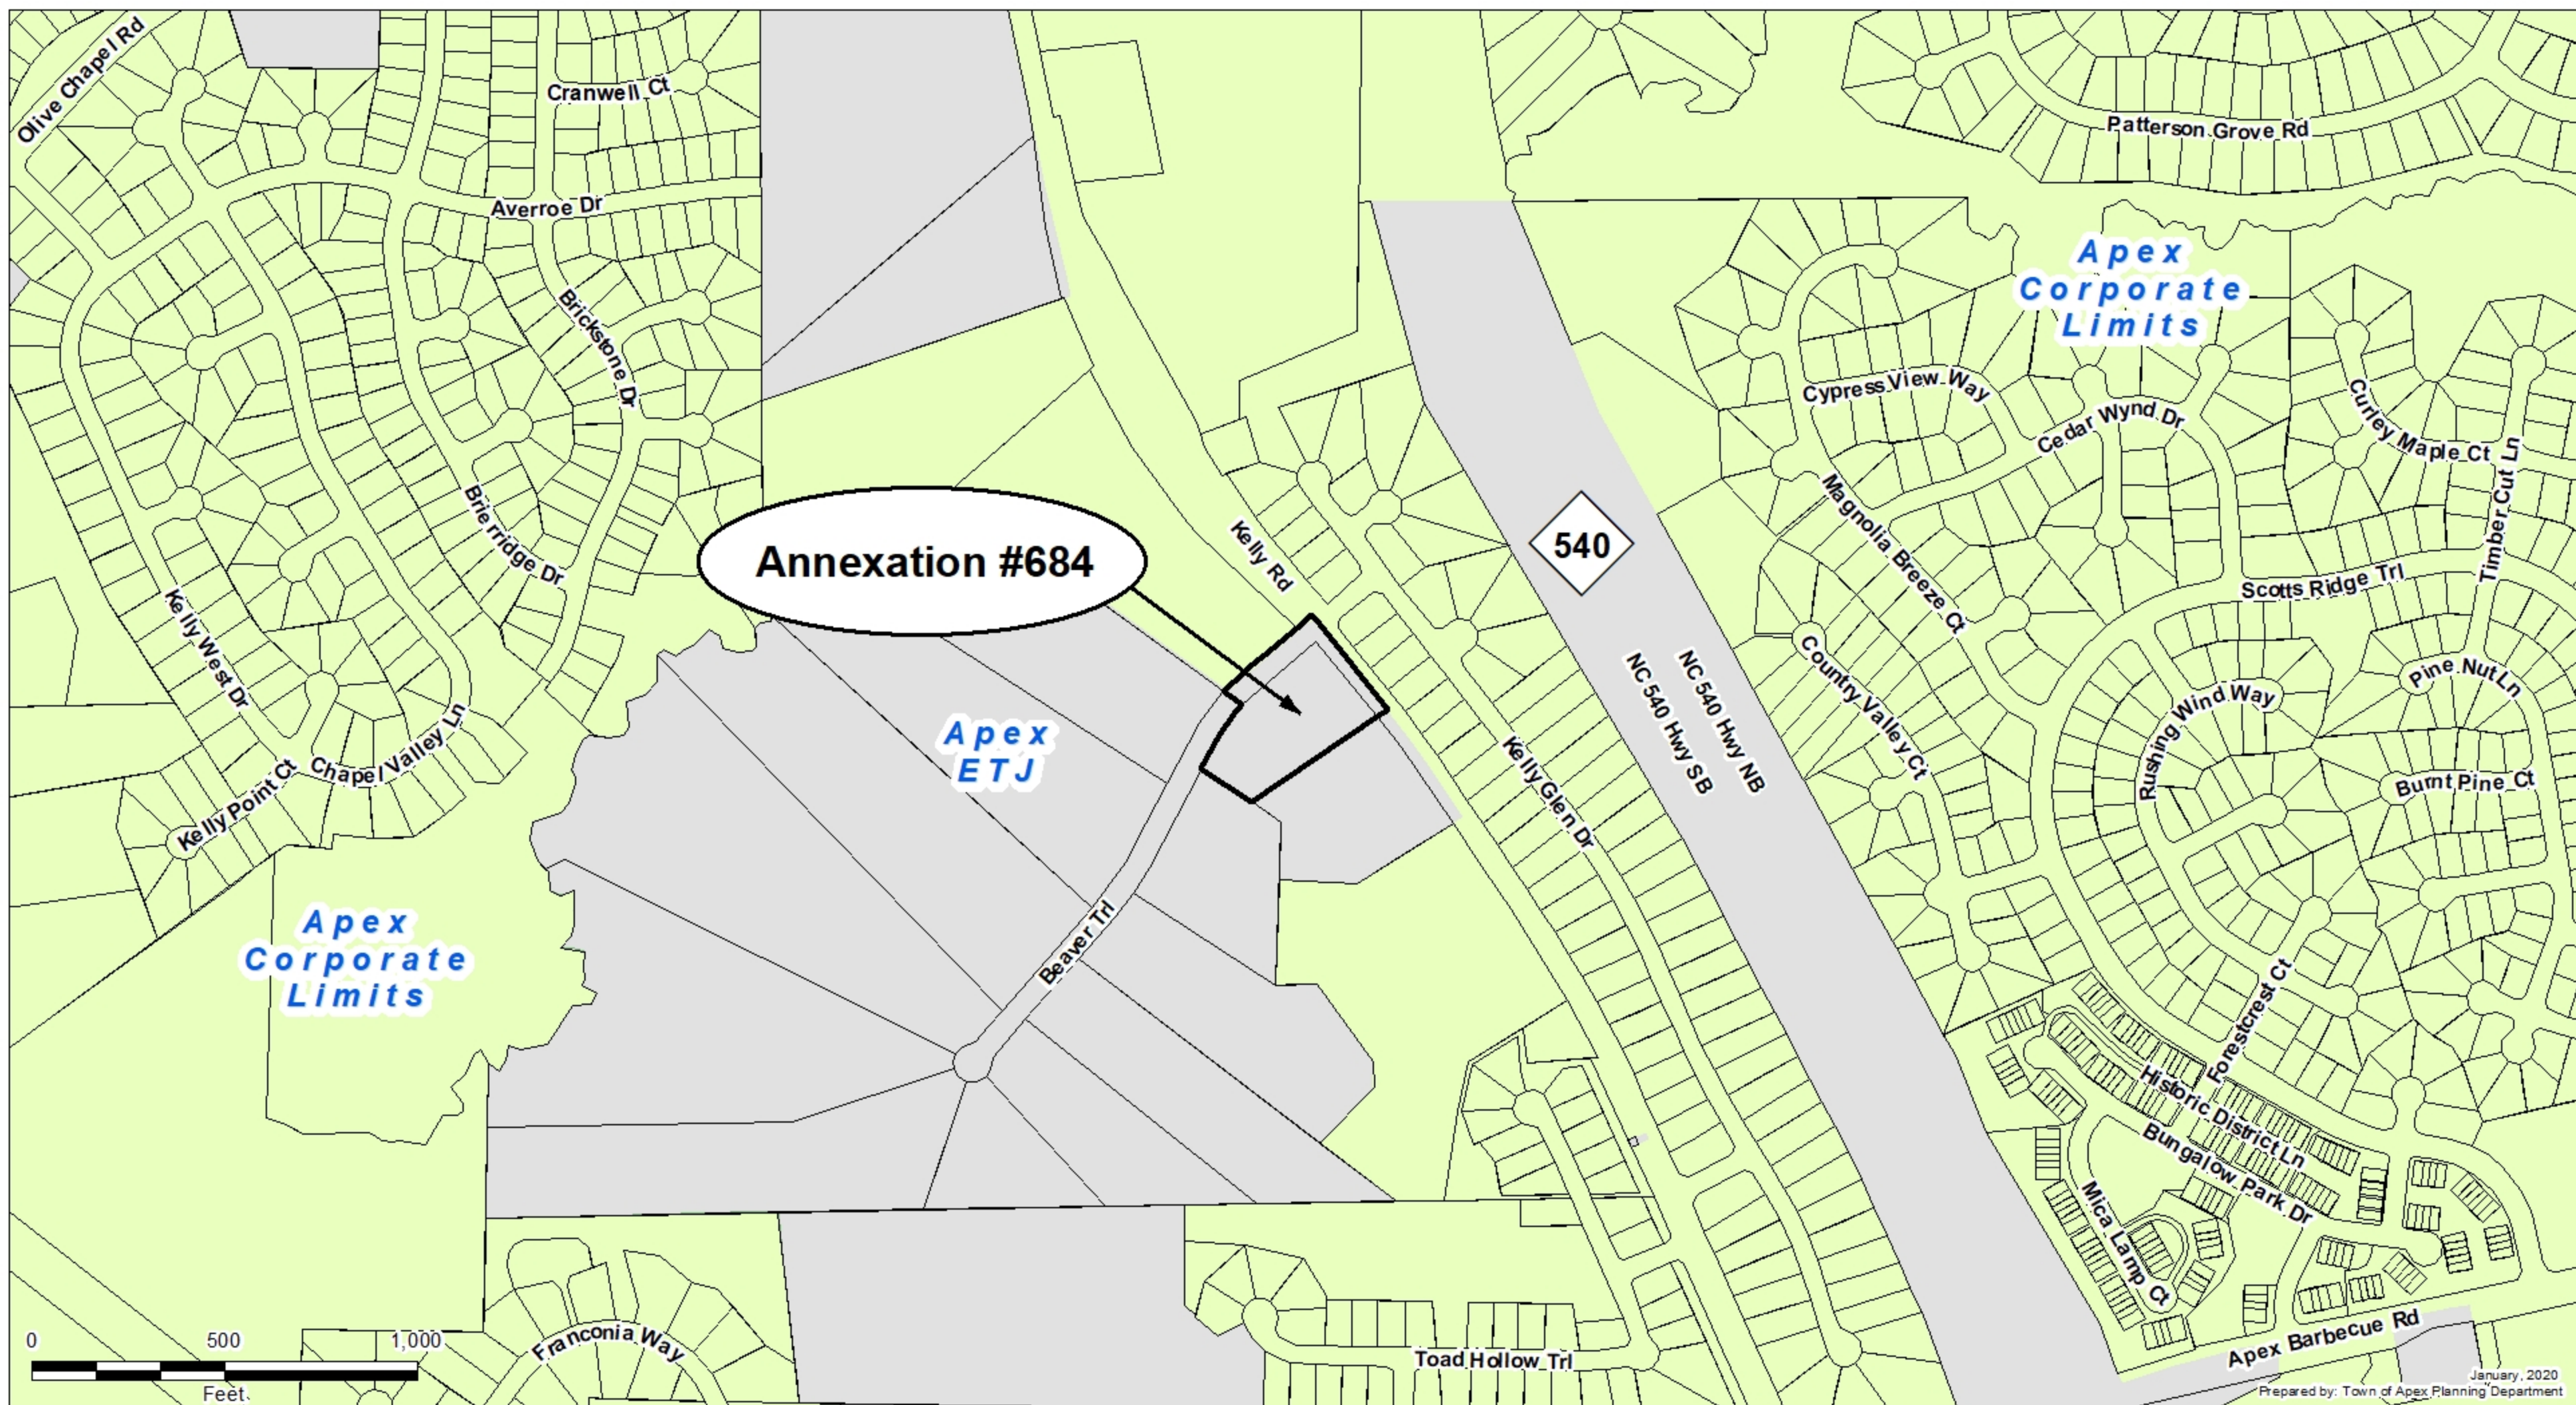 Olive Chapel Rd
Cranwell Ct
Patterson Grove Rd
Averroe Dr
Apex
Corporate
Limits
Brickstone Dr
Cypress View Way
Cedar Wynd Dr
Curley Maple Ct
Timber Cut Ln
Brierridge Dr
Annexation #684
Kelly Rd
540
Magnolia Breeze Ct
Scotts Ridge Trl
Kelly West Dr
Country Valley Ct
Pine Nut Ln
NC 540 Hwy SB
NC 540 Hwy NB
Rushing Wind Way
Apex
ETJ
Chapel Valley Ln
Kelly Point Ct
Kelly Glen Dr
Burnt Pine Ct
Apex
Corporate
Limits
Beaver Trl
Forestcrest Ct
Historic District Ln
Bungalow Park Dr
Mica Lamp Ct
Franconia Way
Toad Hollow Trl
Apex Barbecue Rd
0 500 1,000
Feet
January, 2020
Prepared by: Town of Apex Planning Department